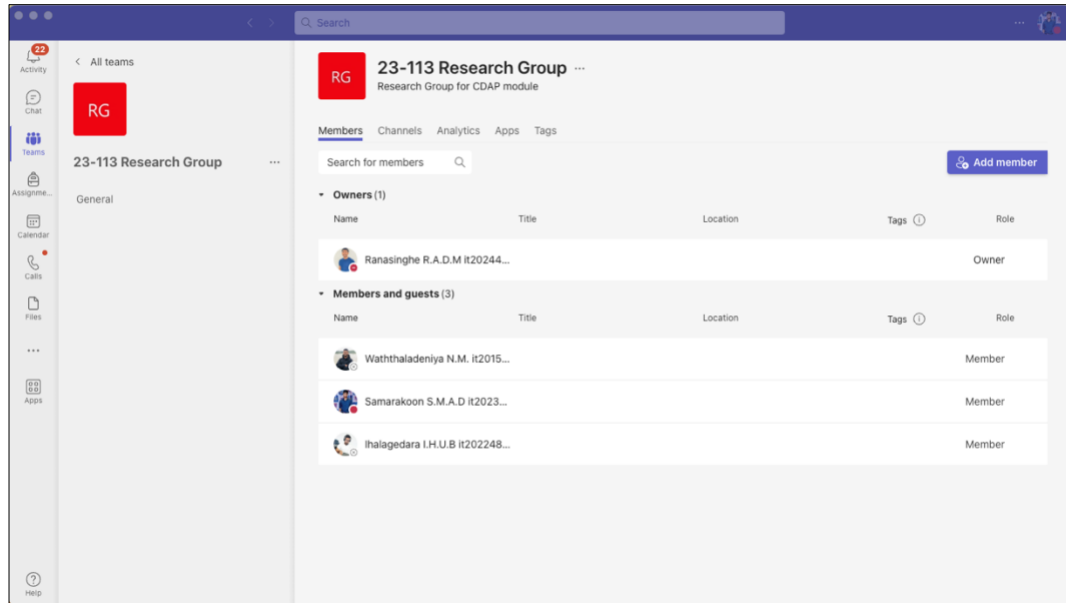 Search
22
Activity
Chat
Teams
Assignme...
Calendar
Calls
Files
Apps
Help
All teams
RG
23-113 Research Group
General
RG
23-113 Research Group
Research Group for CDAP module
Members Channels Analytics Apps Tags
Search for members
Add member
Owners (1)
Name Title Location Tags Role
Ranasinghe R.A.D.M it20244... Owner
Members and guests (3)
Name Title Location Tags Role
Waththaladeniya N.M. it2015... Member
Samarakoon S.M.A.D it2023... Member
Ihalagedara I.H.U.B it202248... Member